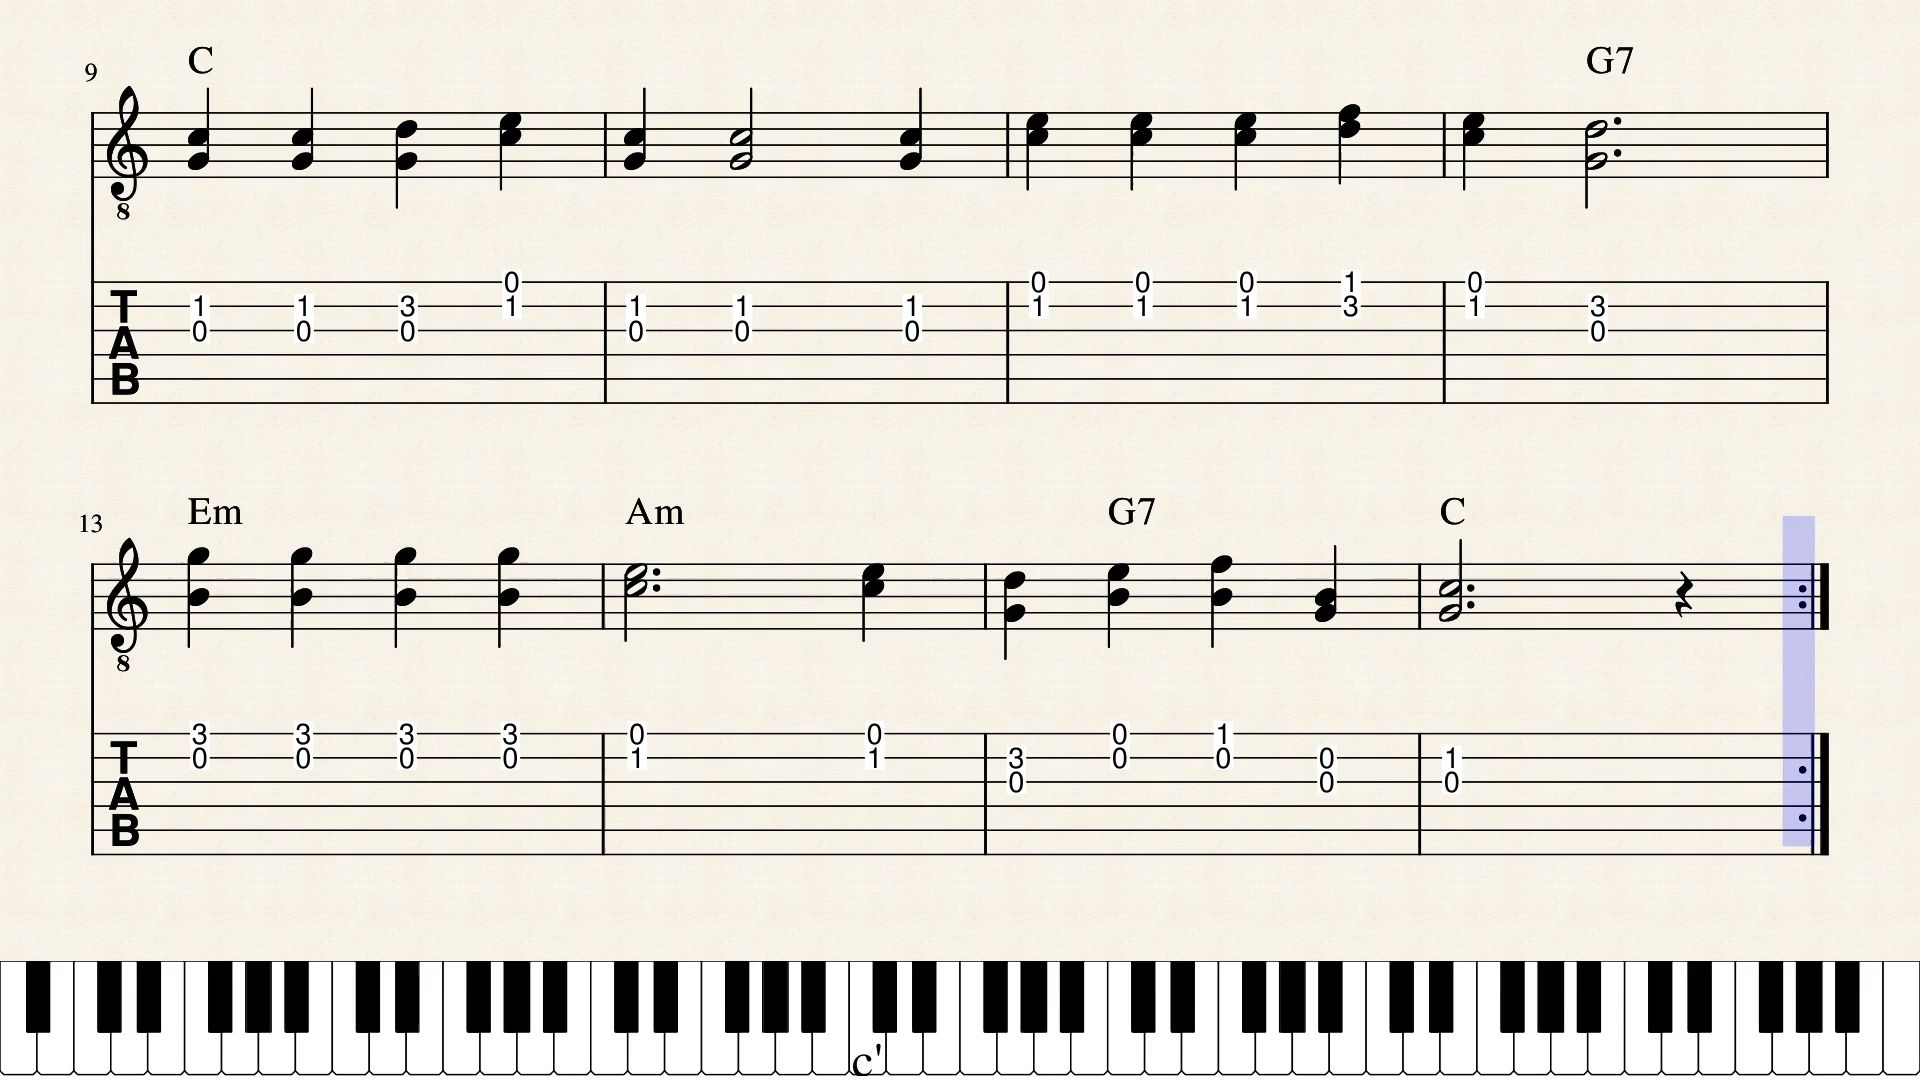 C G7
9
8
0 0 0 0 1 0
T 1 1 3 1 1 1 1 1 1 1 3 1 3
A 0 0 0 0 0 0 0
B
Em Am G7 C
13
8
3 3 3 3 0 0 0 1
T 0 0 0 0 1 1 3 0 0 0 1
A 0 0 0
B
c'